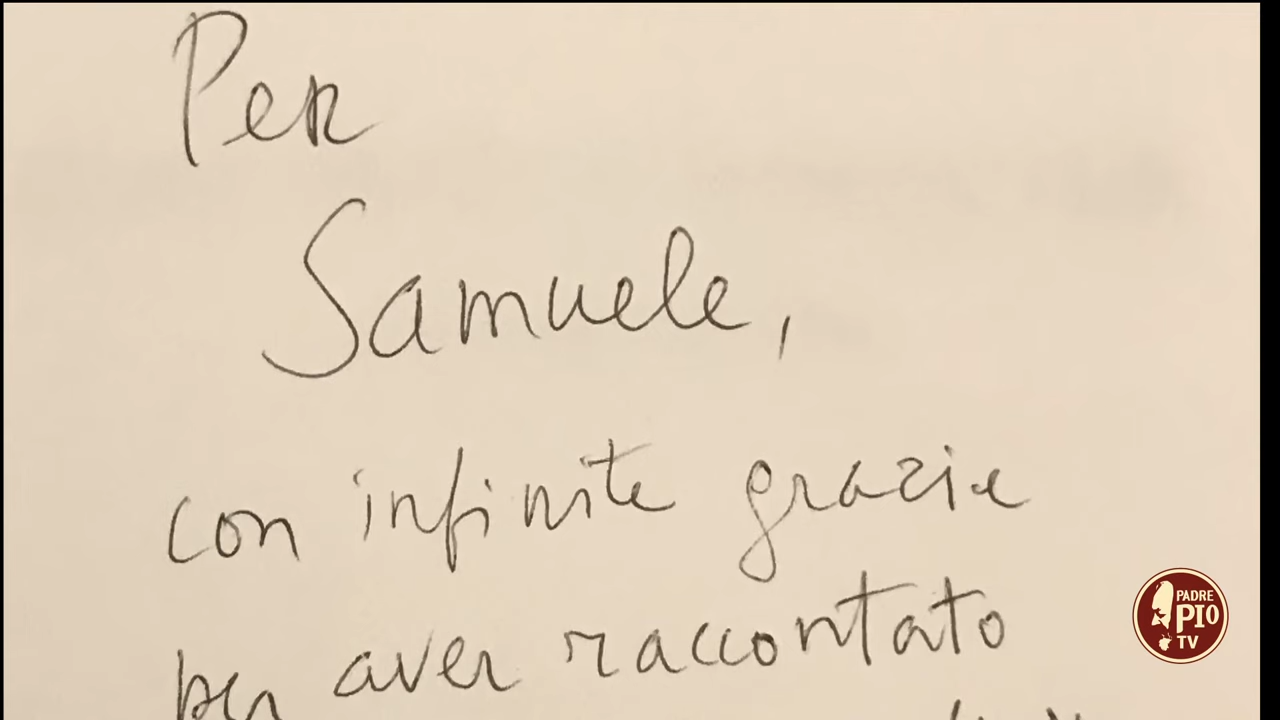 Per
Samuele,
con infinite grazie
per aver raccontato
PADRE
PIO
TV